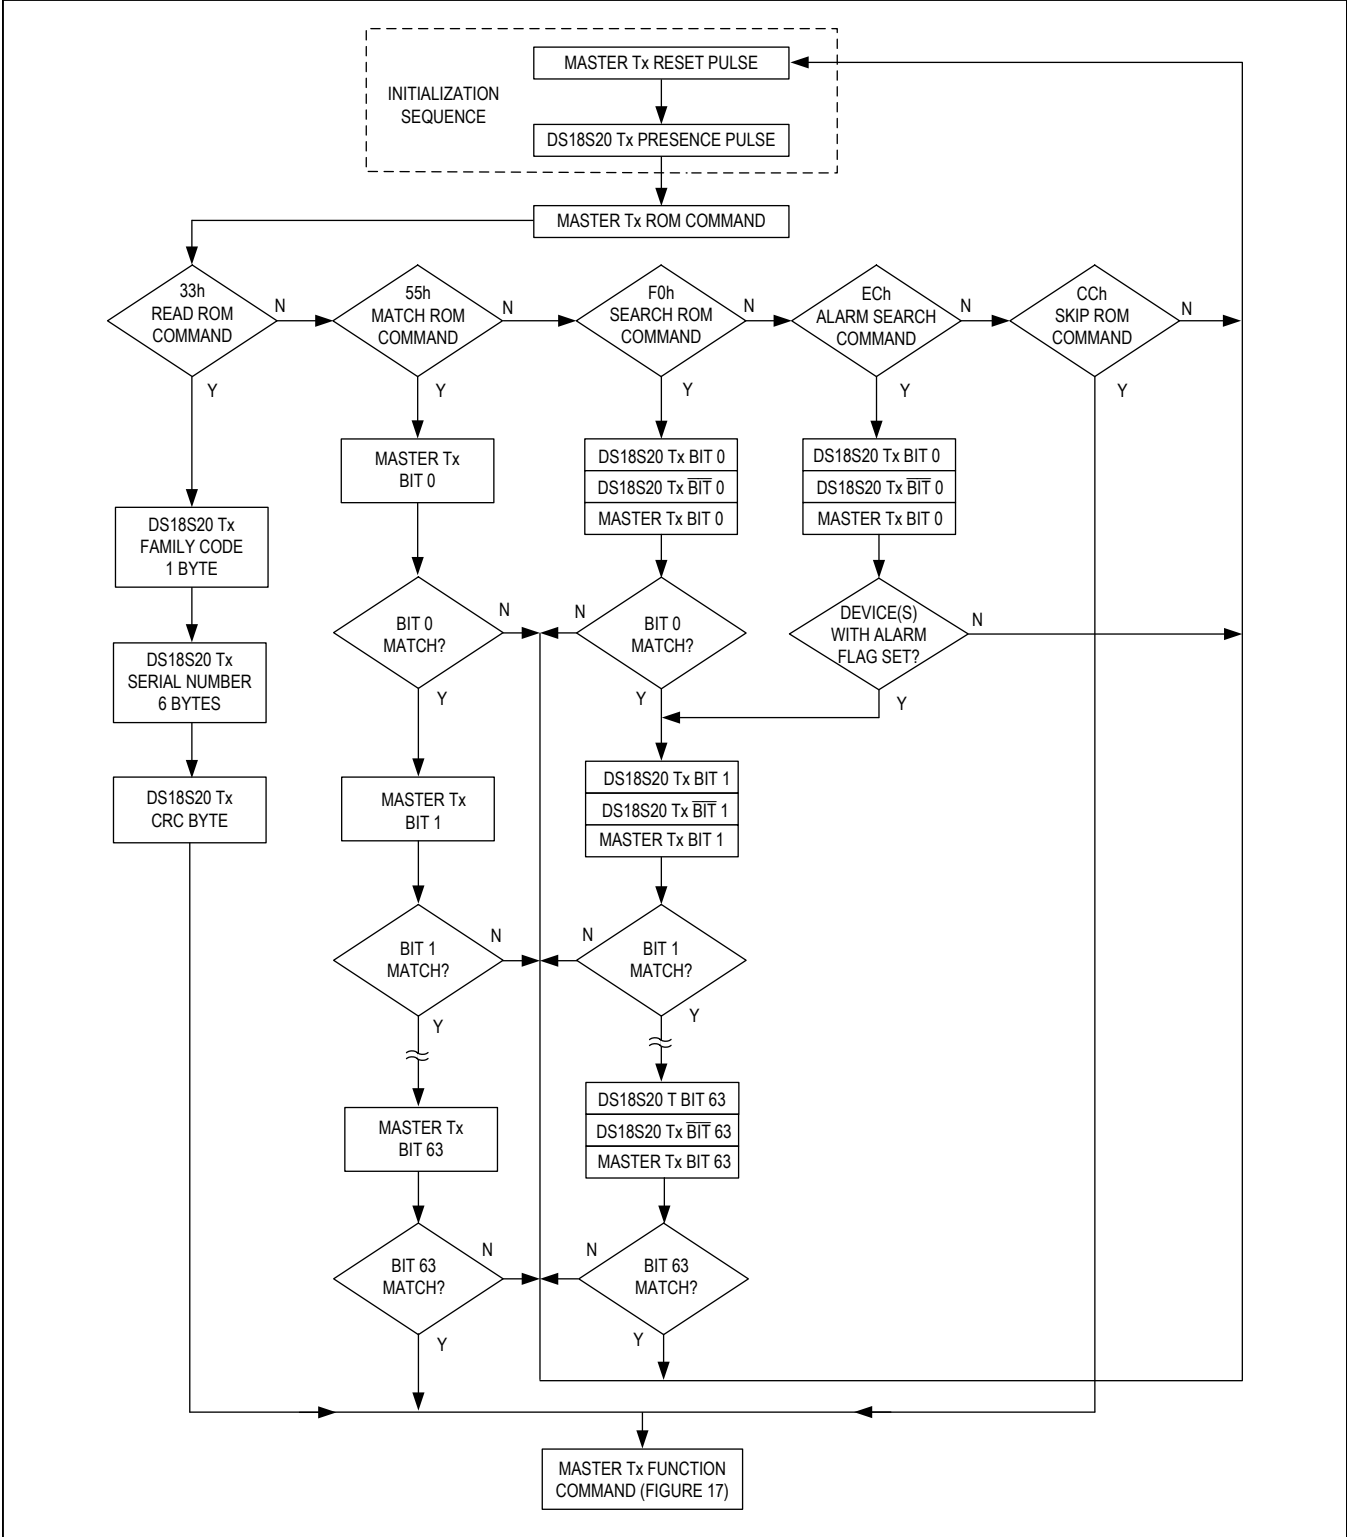 MASTER Tx RESET PULSE
INITIALIZATION
SEQUENCE
DS18S20 Tx PRESENCE PULSE
MASTER Tx ROM COMMAND
33h
READ ROM
COMMAND
N
Y
55h
MATCH ROM
COMMAND
N
Y
F0h
SEARCH ROM
COMMAND
N
Y
ECh
ALARM SEARCH
COMMAND
N
Y
CCh
SKIP ROM
COMMAND
N
Y
DS18S20 Tx
FAMILY CODE
1 BYTE
DS18S20 Tx
SERIAL NUMBER
6 BYTES
DS18S20 Tx
CRC BYTE
MASTER Tx
BIT 0
BIT 0
MATCH?
N
Y
MASTER Tx
BIT 1
BIT 1
MATCH?
N
Y
MASTER Tx
BIT 63
BIT 63
MATCH?
N
Y
DS18S20 Tx BIT 0
DS18S20 Tx B̅I̅T̅ 0
MASTER Tx BIT 0
BIT 0
MATCH?
N
Y
DS18S20 Tx BIT 1
DS18S20 Tx B̅I̅T̅ 1
MASTER Tx BIT 1
BIT 1
MATCH?
N
Y
DS18S20 T BIT 63
DS18S20 Tx B̅I̅T̅ 63
MASTER Tx BIT 63
BIT 63
MATCH?
N
Y
DS18S20 Tx BIT 0
DS18S20 Tx B̅I̅T̅ 0
MASTER Tx BIT 0
DEVICE(S)
WITH ALARM
FLAG SET?
N
Y
MASTER Tx FUNCTION
COMMAND (FIGURE 17)